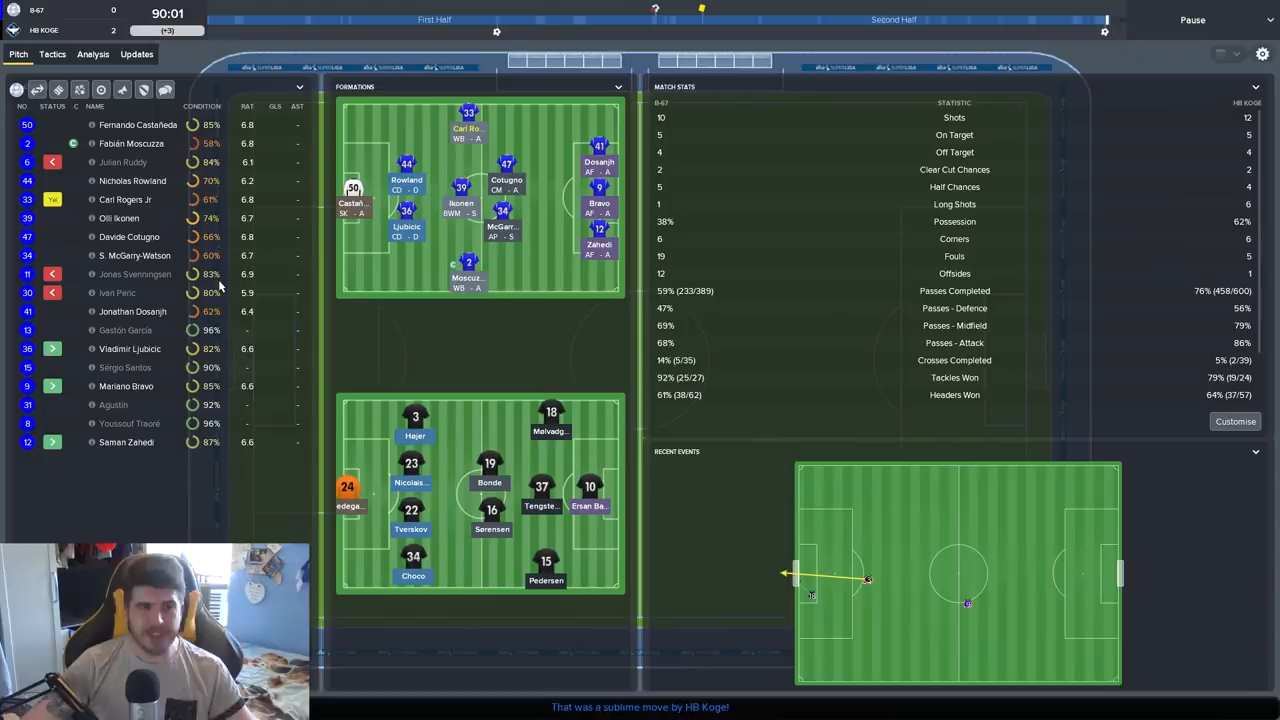 B-67 0
HB KOGE 2
90:01
(+3)
First Half
Second Half
Pause
Pitch Tactics Analysis Updates
NO. STATUS C NAME CONDITION RAT GLS AST
50 Fernando Castañeda 85% 6.8 -
2 C Fabián Moscuzza 58% 6.8 -
6 Julian Ruddy 84% 6.1 -
44 Nicholas Rowland 70% 6.2 -
33 Yel Carl Rogers Jr 61% 6.8 -
39 Olli Ikonen 74% 6.7 -
47 Davide Cotugno 66% 6.8 -
34 S. McGarry-Watson 60% 6.7 -
11 Jonas Svenningsen 83% 6.9 -
30 Ivan Peric 80% 5.9 -
41 Jonathan Dosanjh 62% 6.4 -
13 Gastón García 96% - -
36 Vladimir Ljubicic 82% 6.6 -
15 Sérgio Santos 90% - -
9 Mariano Bravo 85% 6.6 -
31 Agustín 92% - -
8 Youssouf Traoré 96% - -
12 Saman Zahedi 87% 6.6 -
FORMATIONS
33
Carl Ro...
WB - A
41
Dosanjh
AF - A
44
Rowland
CD - D
47
Cotugno
CM - A
50
Castañ...
SK - A
39
Ikonen
BWM - S
9
Bravo
AF - A
36
Ljubicic
CD - D
34
McGarr...
AP - S
12
Zahedi
AF - A
C 2
Moscuz...
WB - A
3
Højer
18
Mølvadg...
23
Nicolais...
19
Bonde
24
edega...
37
Tengste...
10
Ersan Ba...
22
Tverskov
16
Sørensen
34
Choco
15
Pedersen
MATCH STATS
B-67 STATISTIC HB KOGE
10 Shots 12
5 On Target 5
4 Off Target 4
2 Clear Cut Chances 2
5 Half Chances 4
1 Long Shots 6
38% Possession 62%
6 Corners 6
19 Fouls 5
12 Offsides 1
59% (233/389) Passes Completed 76% (458/600)
47% Passes - Defence 56%
69% Passes - Midfield 79%
68% Passes - Attack 86%
14% (5/35) Crosses Completed 5% (2/39)
92% (25/27) Tackles Won 79% (19/24)
61% (38/62) Headers Won 64% (37/57)
Customise
RECENT EVENTS
That was a sublime move by HB Koge!